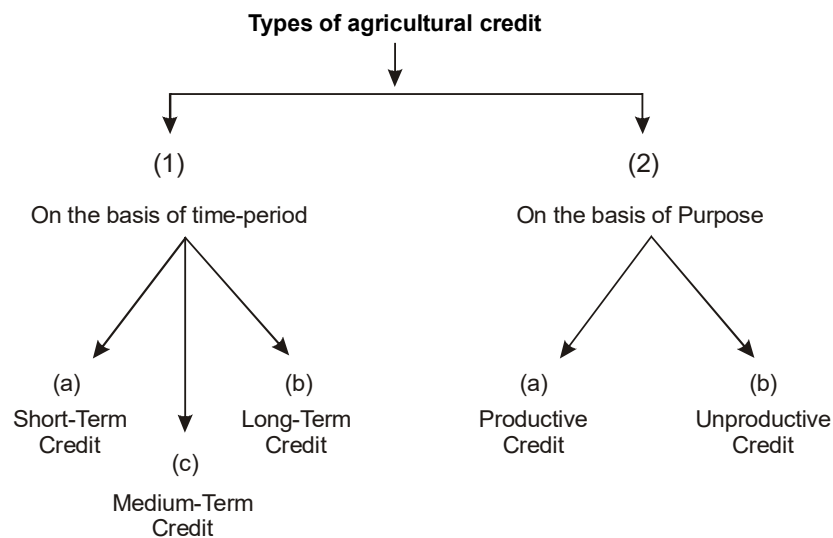 Types of agricultural credit
(1)
On the basis of time-period
(a)
Short-Term
Credit
(c)
Medium-Term
Credit
(b)
Long-Term
Credit
(2)
On the basis of Purpose
(a)
Productive
Credit
(b)
Unproductive
Credit